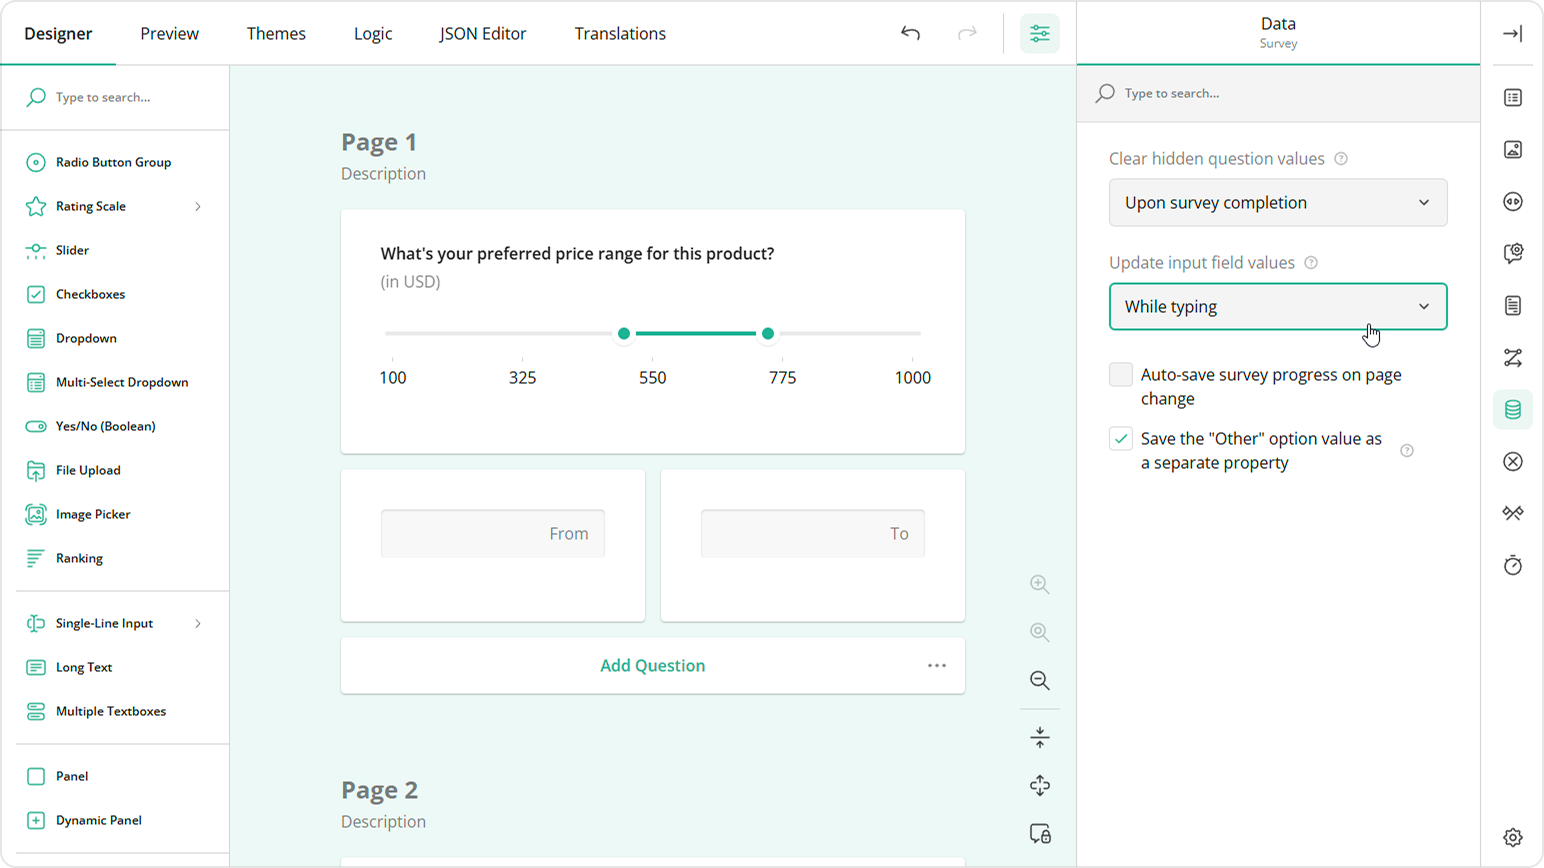 Designer
Preview
Themes
Logic
JSON Editor
Translations
Data
Survey
Type to search...
Radio Button Group
Rating Scale
Slider
Checkboxes
Dropdown
Multi-Select Dropdown
Yes/No (Boolean)
File Upload
Image Picker
Ranking
Single-Line Input
Long Text
Multiple Textboxes
Panel
Dynamic Panel
Page 1
Description
What's your preferred price range for this product?
(in USD)
100
325
550
775
1000
From
To
Add Question
Page 2
Description
Type to search...
Clear hidden question values
Upon survey completion
Update input field values
While typing
Auto-save survey progress on page
change
Save the "Other" option value as
a separate property